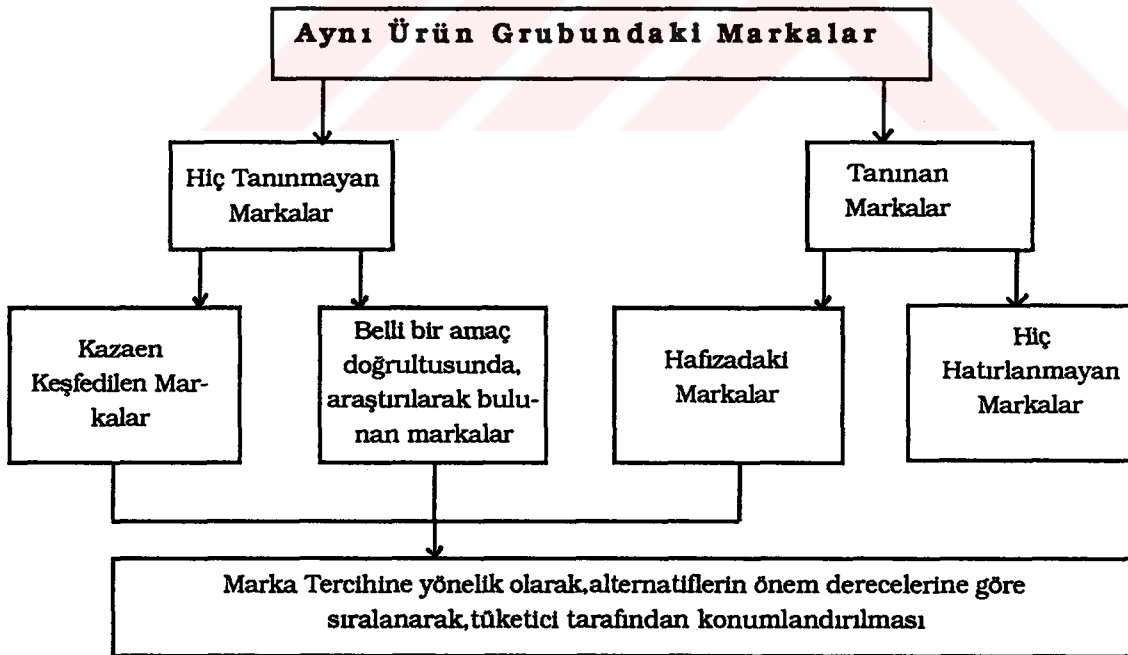 Aynı Ürün Grubundaki Markalar
Hiç Tanınmayan
Markalar
Tanınan
Markalar
Kazaen
Keşfedilen Mar-
kalar
Belli bir amaç
doğrultusunda,
araştırılarak bulu-
nan markalar
Hafızadaki
Markalar
Hiç
Hatırlanmayan
Markalar
Marka Tercihine yönelik olarak,alternatiflerin önem derecelerine göre
sıralanarak,tüketici tarafından konumlandırılması